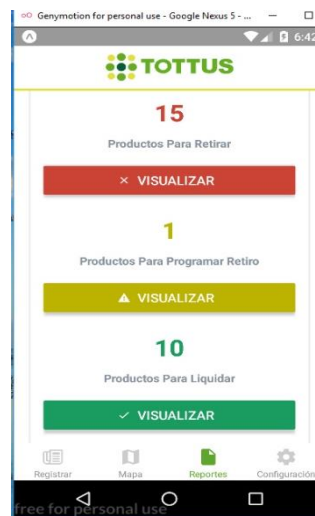 Genymotion for personal use - Google Nexus 5 - ...
6:42
TOTTUS
15
Productos Para Retirar
× VISUALIZAR
1
Productos Para Programar Retiro
VISUALIZAR
10
Productos Para Liquidar
✓ VISUALIZAR
Registrar Mapa Reportes Configuración
free for personal use